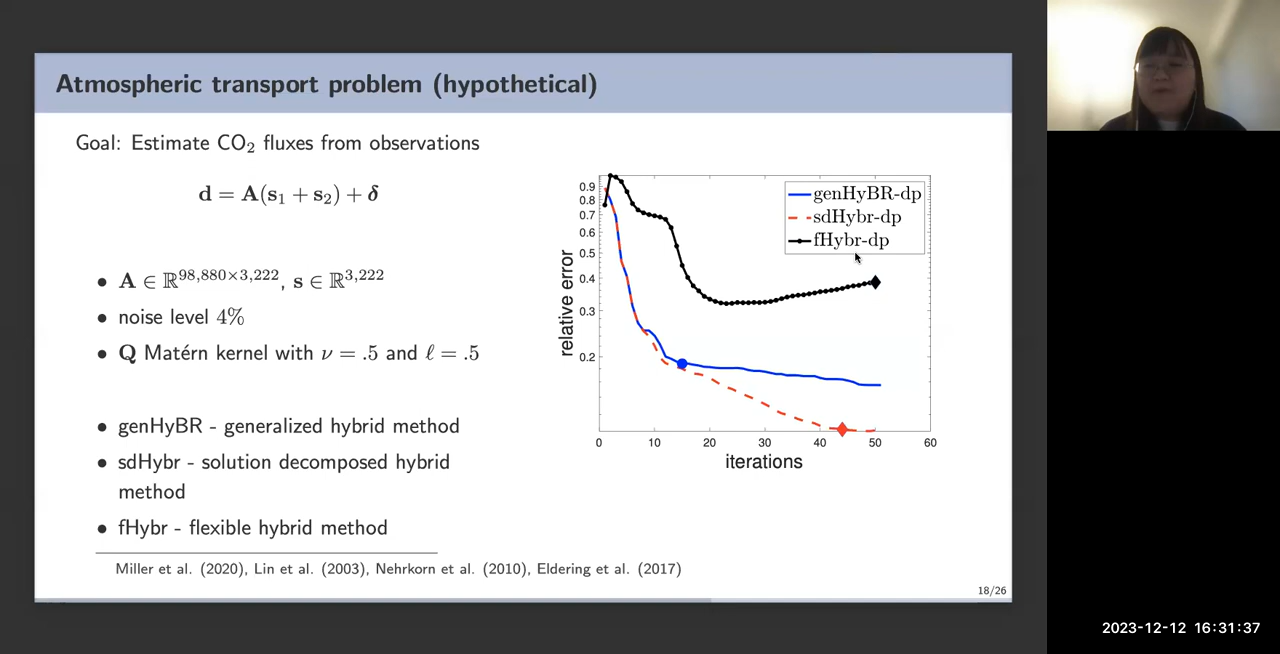 Atmospheric transport problem (hypothetical)
Goal: Estimate CO₂ fluxes from observations
d = A(s₁ + s₂) + δ
• A ∈ ℝ^{98,880×3,222}, s ∈ ℝ^{3,222}
• noise level 4%
• Q Matérn kernel with ν = .5 and ℓ = .5
• genHyBR - generalized hybrid method
• sdHybr - solution decomposed hybrid
method
• fHybr - flexible hybrid method
Miller et al. (2020), Lin et al. (2003), Nehrkorn et al. (2010), Eldering et al. (2017)
genHyBR-dp
sdHybr-dp
fHybr-dp
relative error
0.9
0.8
0.7
0.6
0.5
0.4
0.3
0.2
0 10 20 30 40 50 60
iterations
18/26
2023-12-12 16:31:37